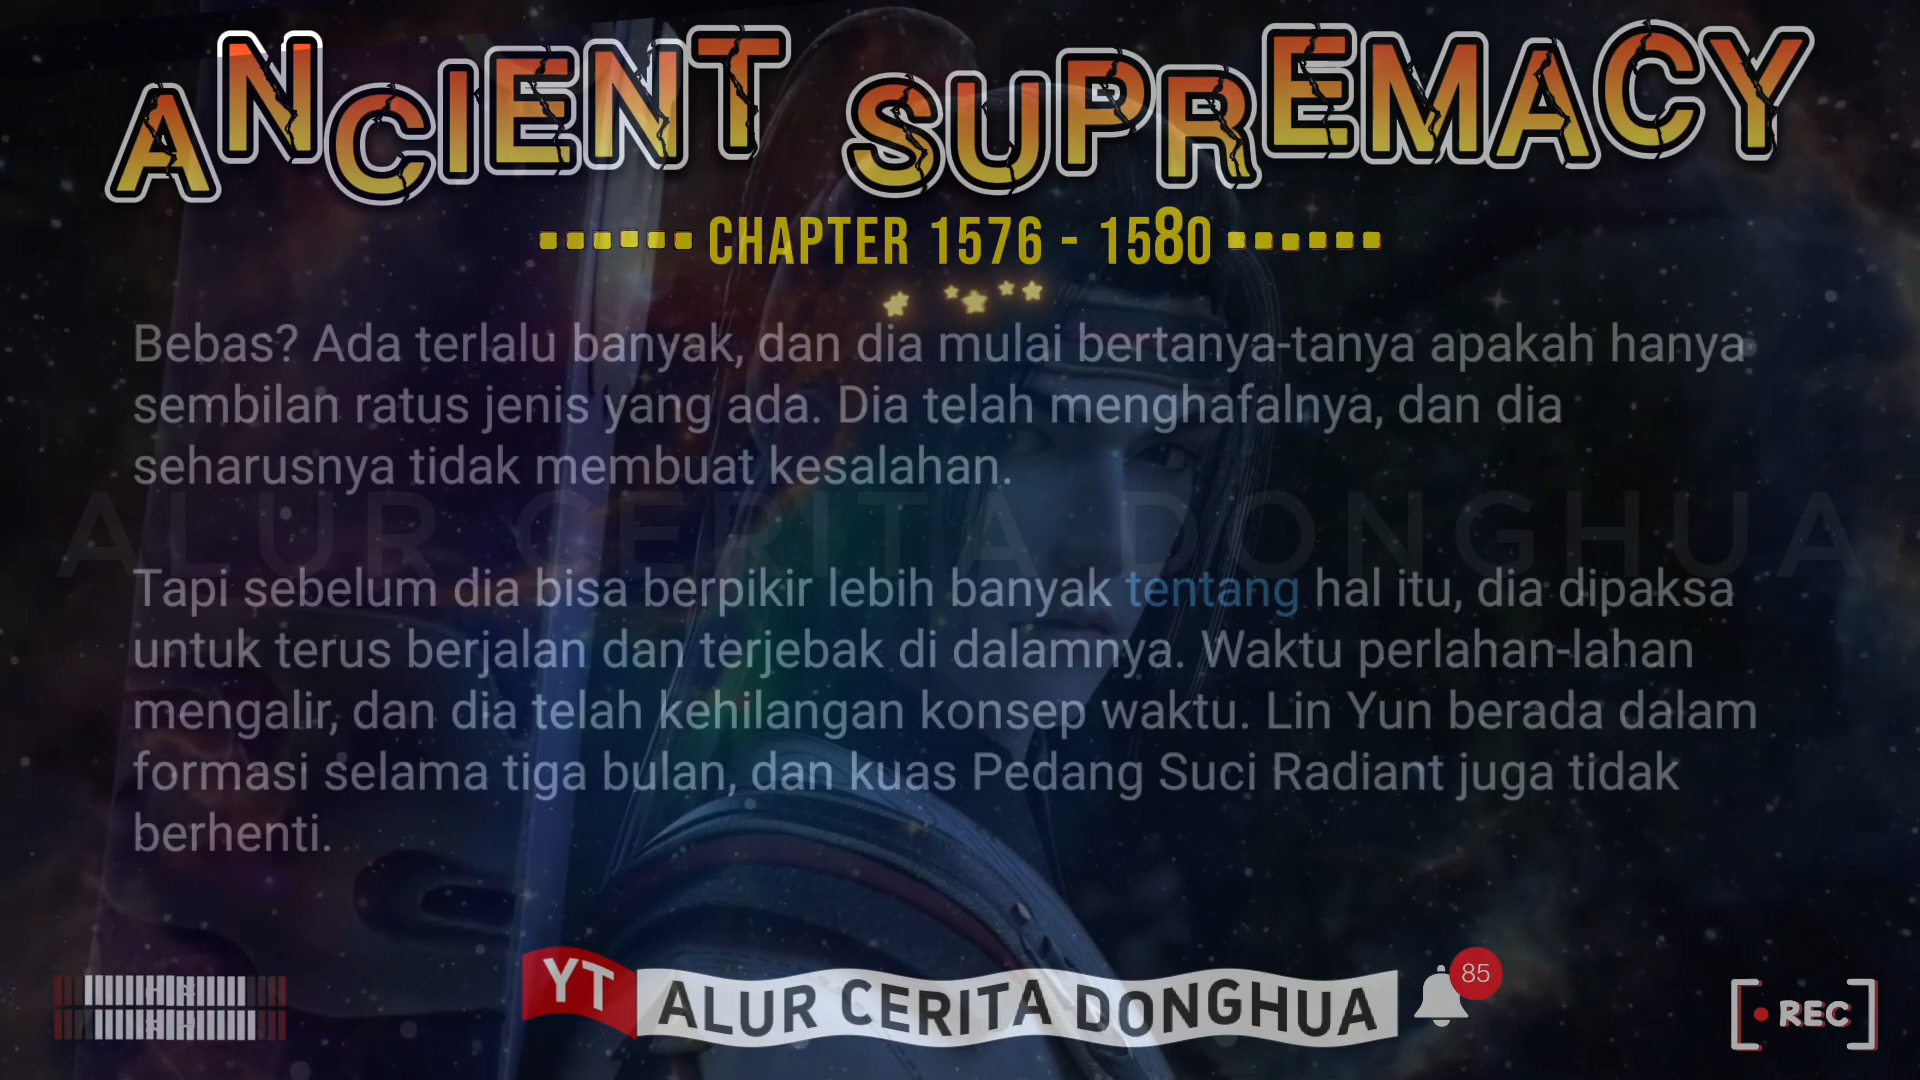 ANCIENT SUPREMACY
CHAPTER 1576 - 1580
Bebas? Ada terlalu banyak, dan dia mulai bertanya-tanya apakah hanya
sembilan ratus jenis yang ada. Dia telah menghafalnya, dan dia
seharusnya tidak membuat kesalahan.
ALUR CERITA DONGHUA
Tapi sebelum dia bisa berpikir lebih banyak tentang hal itu, dia dipaksa
untuk terus berjalan dan terjebak di dalamnya. Waktu perlahan-lahan
mengalir, dan dia telah kehilangan konsep waktu. Lin Yun berada dalam
formasi selama tiga bulan, dan kuas Pedang Suci Radiant juga tidak
berhenti.
YT ALUR CERITA DONGHUA 85
REC